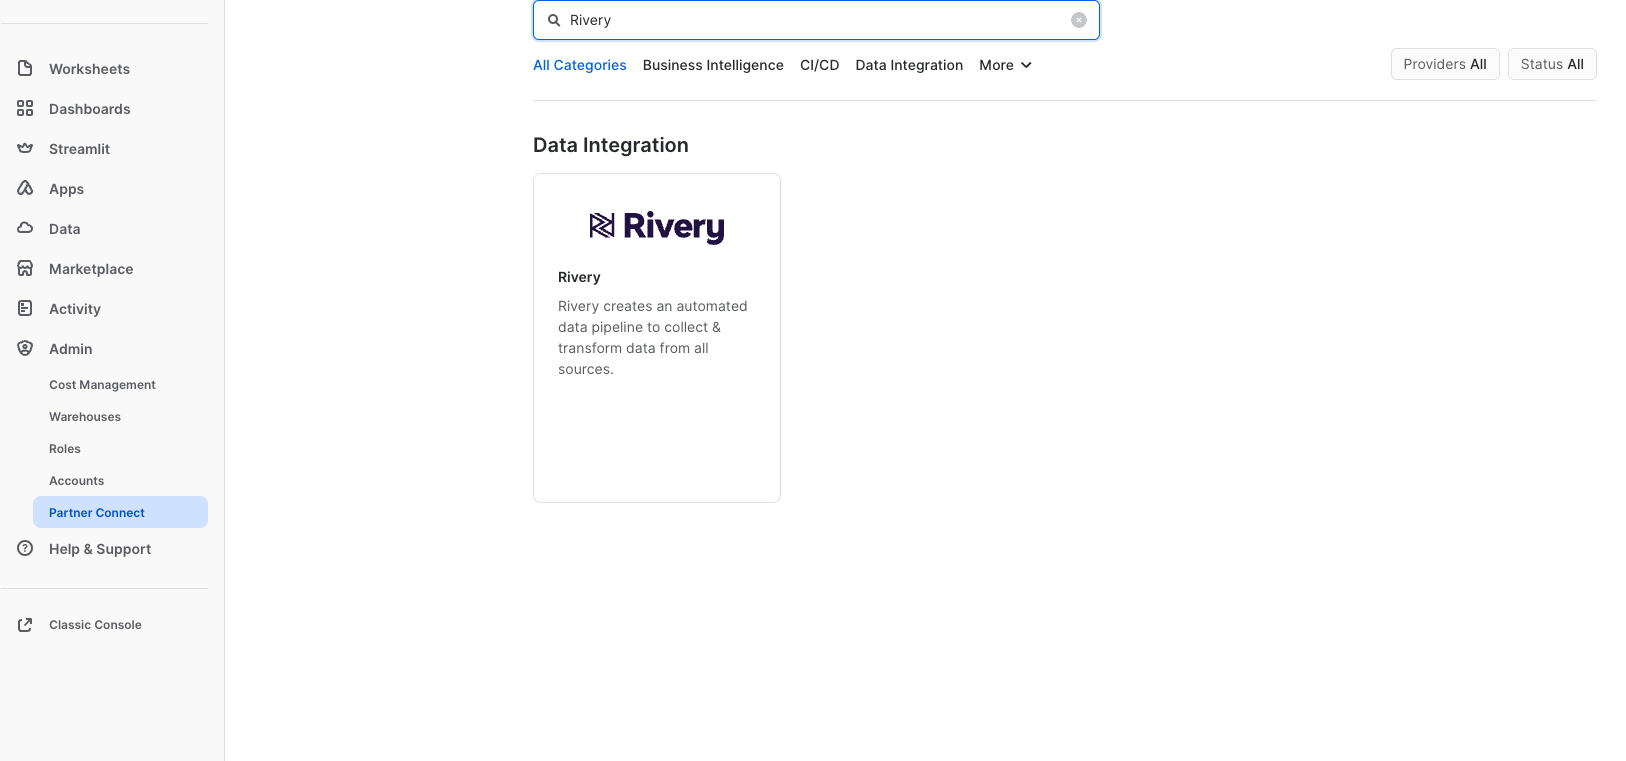 Rivery
All Categories Business Intelligence CI/CD Data Integration More
Providers All Status All
Worksheets
Dashboards
Streamlit
Apps
Data
Marketplace
Activity
Admin
Cost Management
Warehouses
Roles
Accounts
Partner Connect
Help & Support
Classic Console
Data Integration
Rivery
Rivery
Rivery creates an automated
data pipeline to collect &
transform data from all
sources.